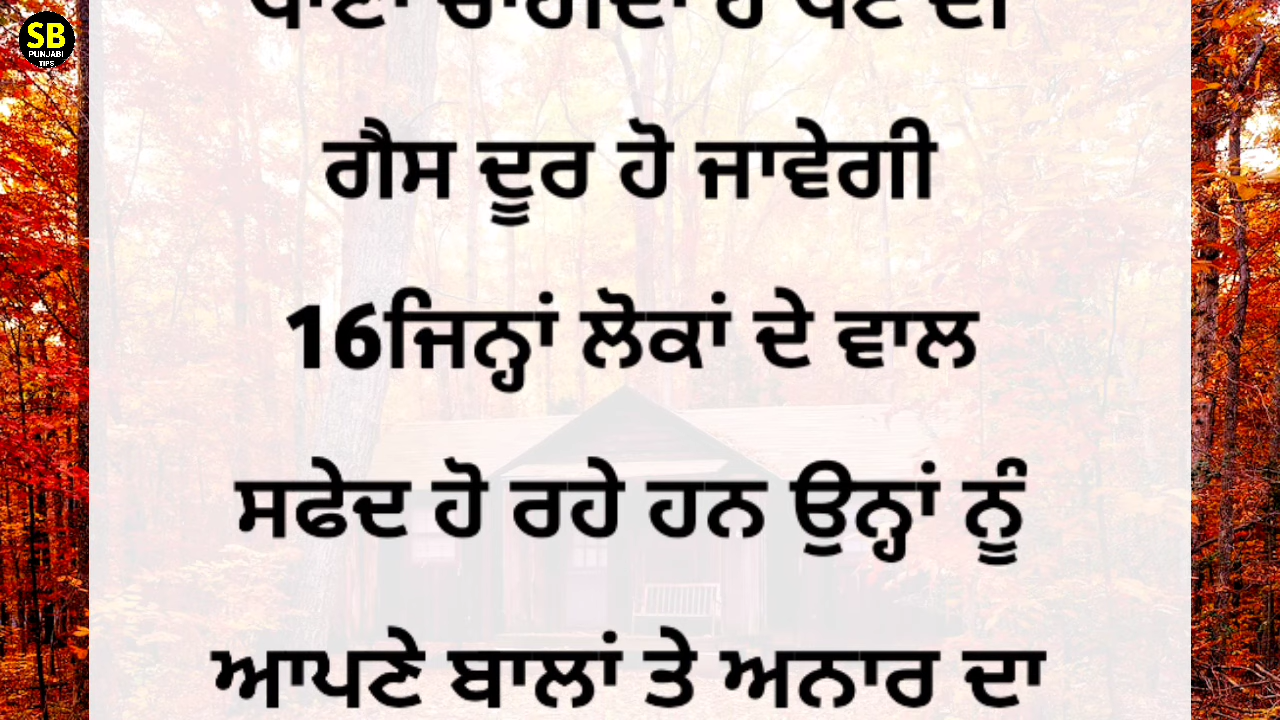 SB
PUNJABI
TIPS
ਗੈਸ ਦੂਰ ਹੋ ਜਾਵੇਗੀ
16ਜਿਨ੍ਹਾਂ ਲੋਕਾਂ ਦੇ ਵਾਲ
ਸਫੇਦ ਹੋ ਰਹੇ ਹਨ ਉਨ੍ਹਾਂ ਨੂੰ
ਆਪਣੇ ਬਾਲਾਂ ਤੇ ਅਨਾਰ ਦਾ